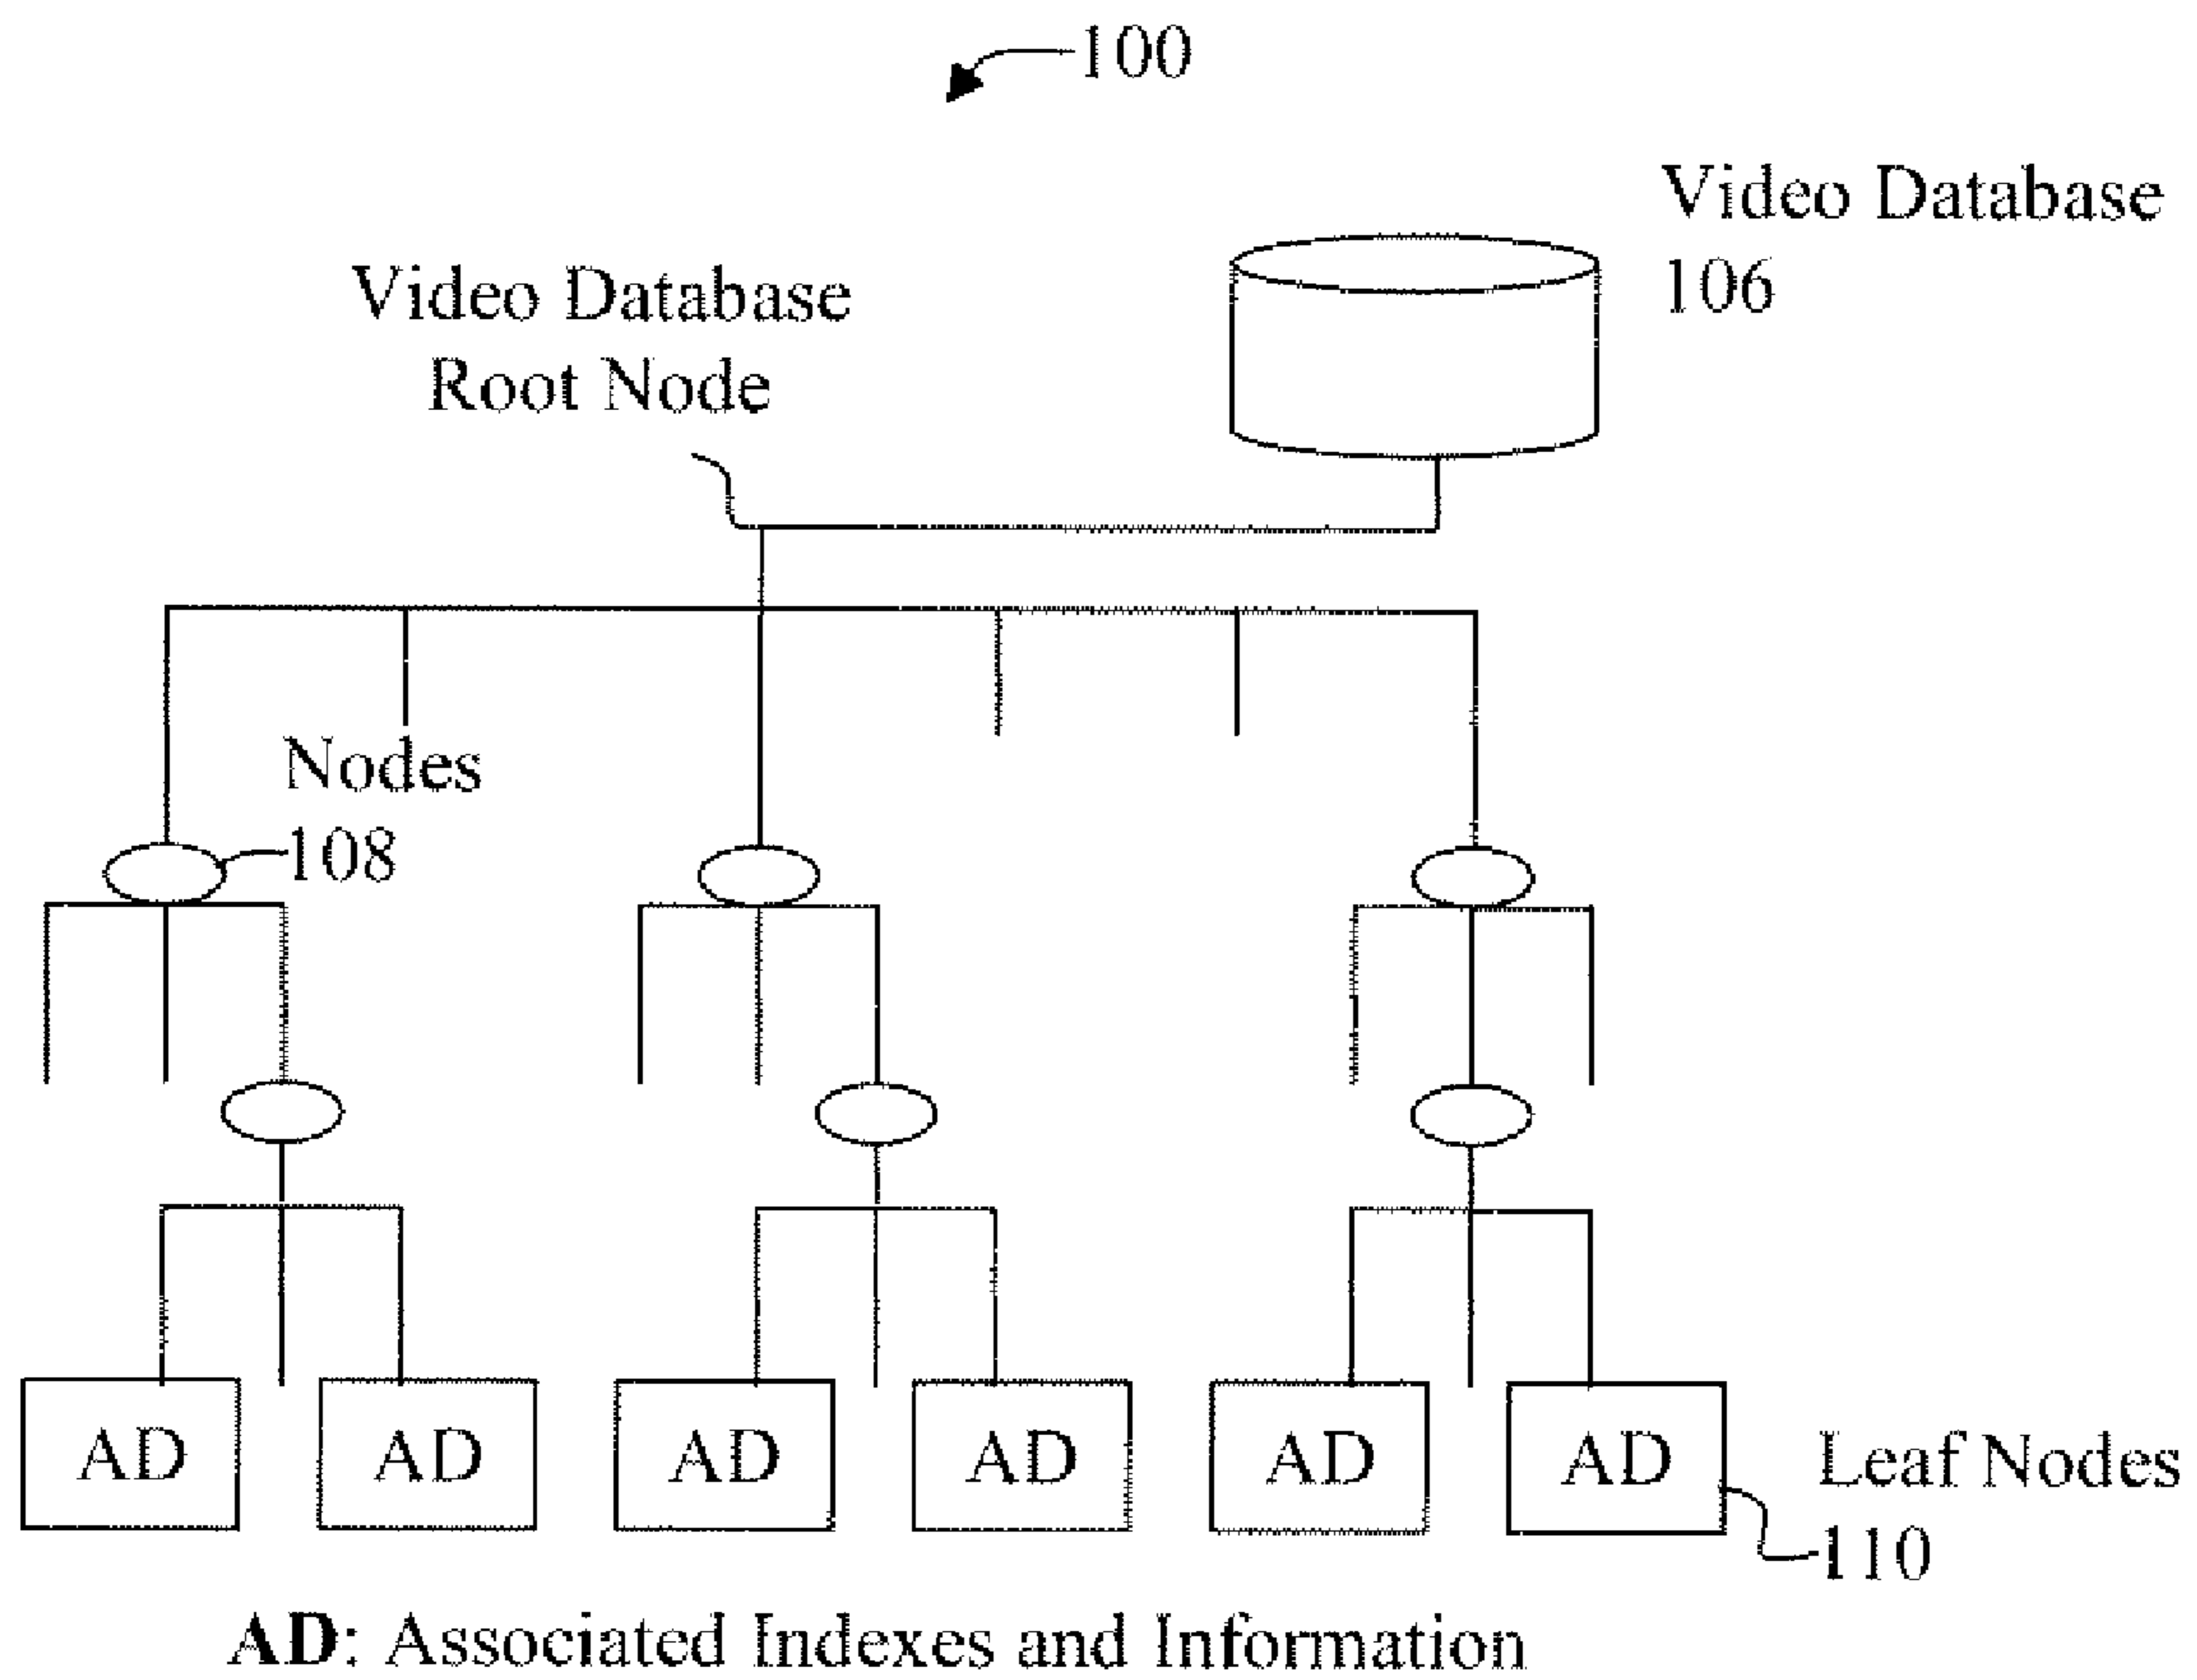 100
Video Database
106
Video Database
Root Node
Nodes
108
AD AD AD AD AD AD
Leaf Nodes
110
AD: Associated Indexes and Information